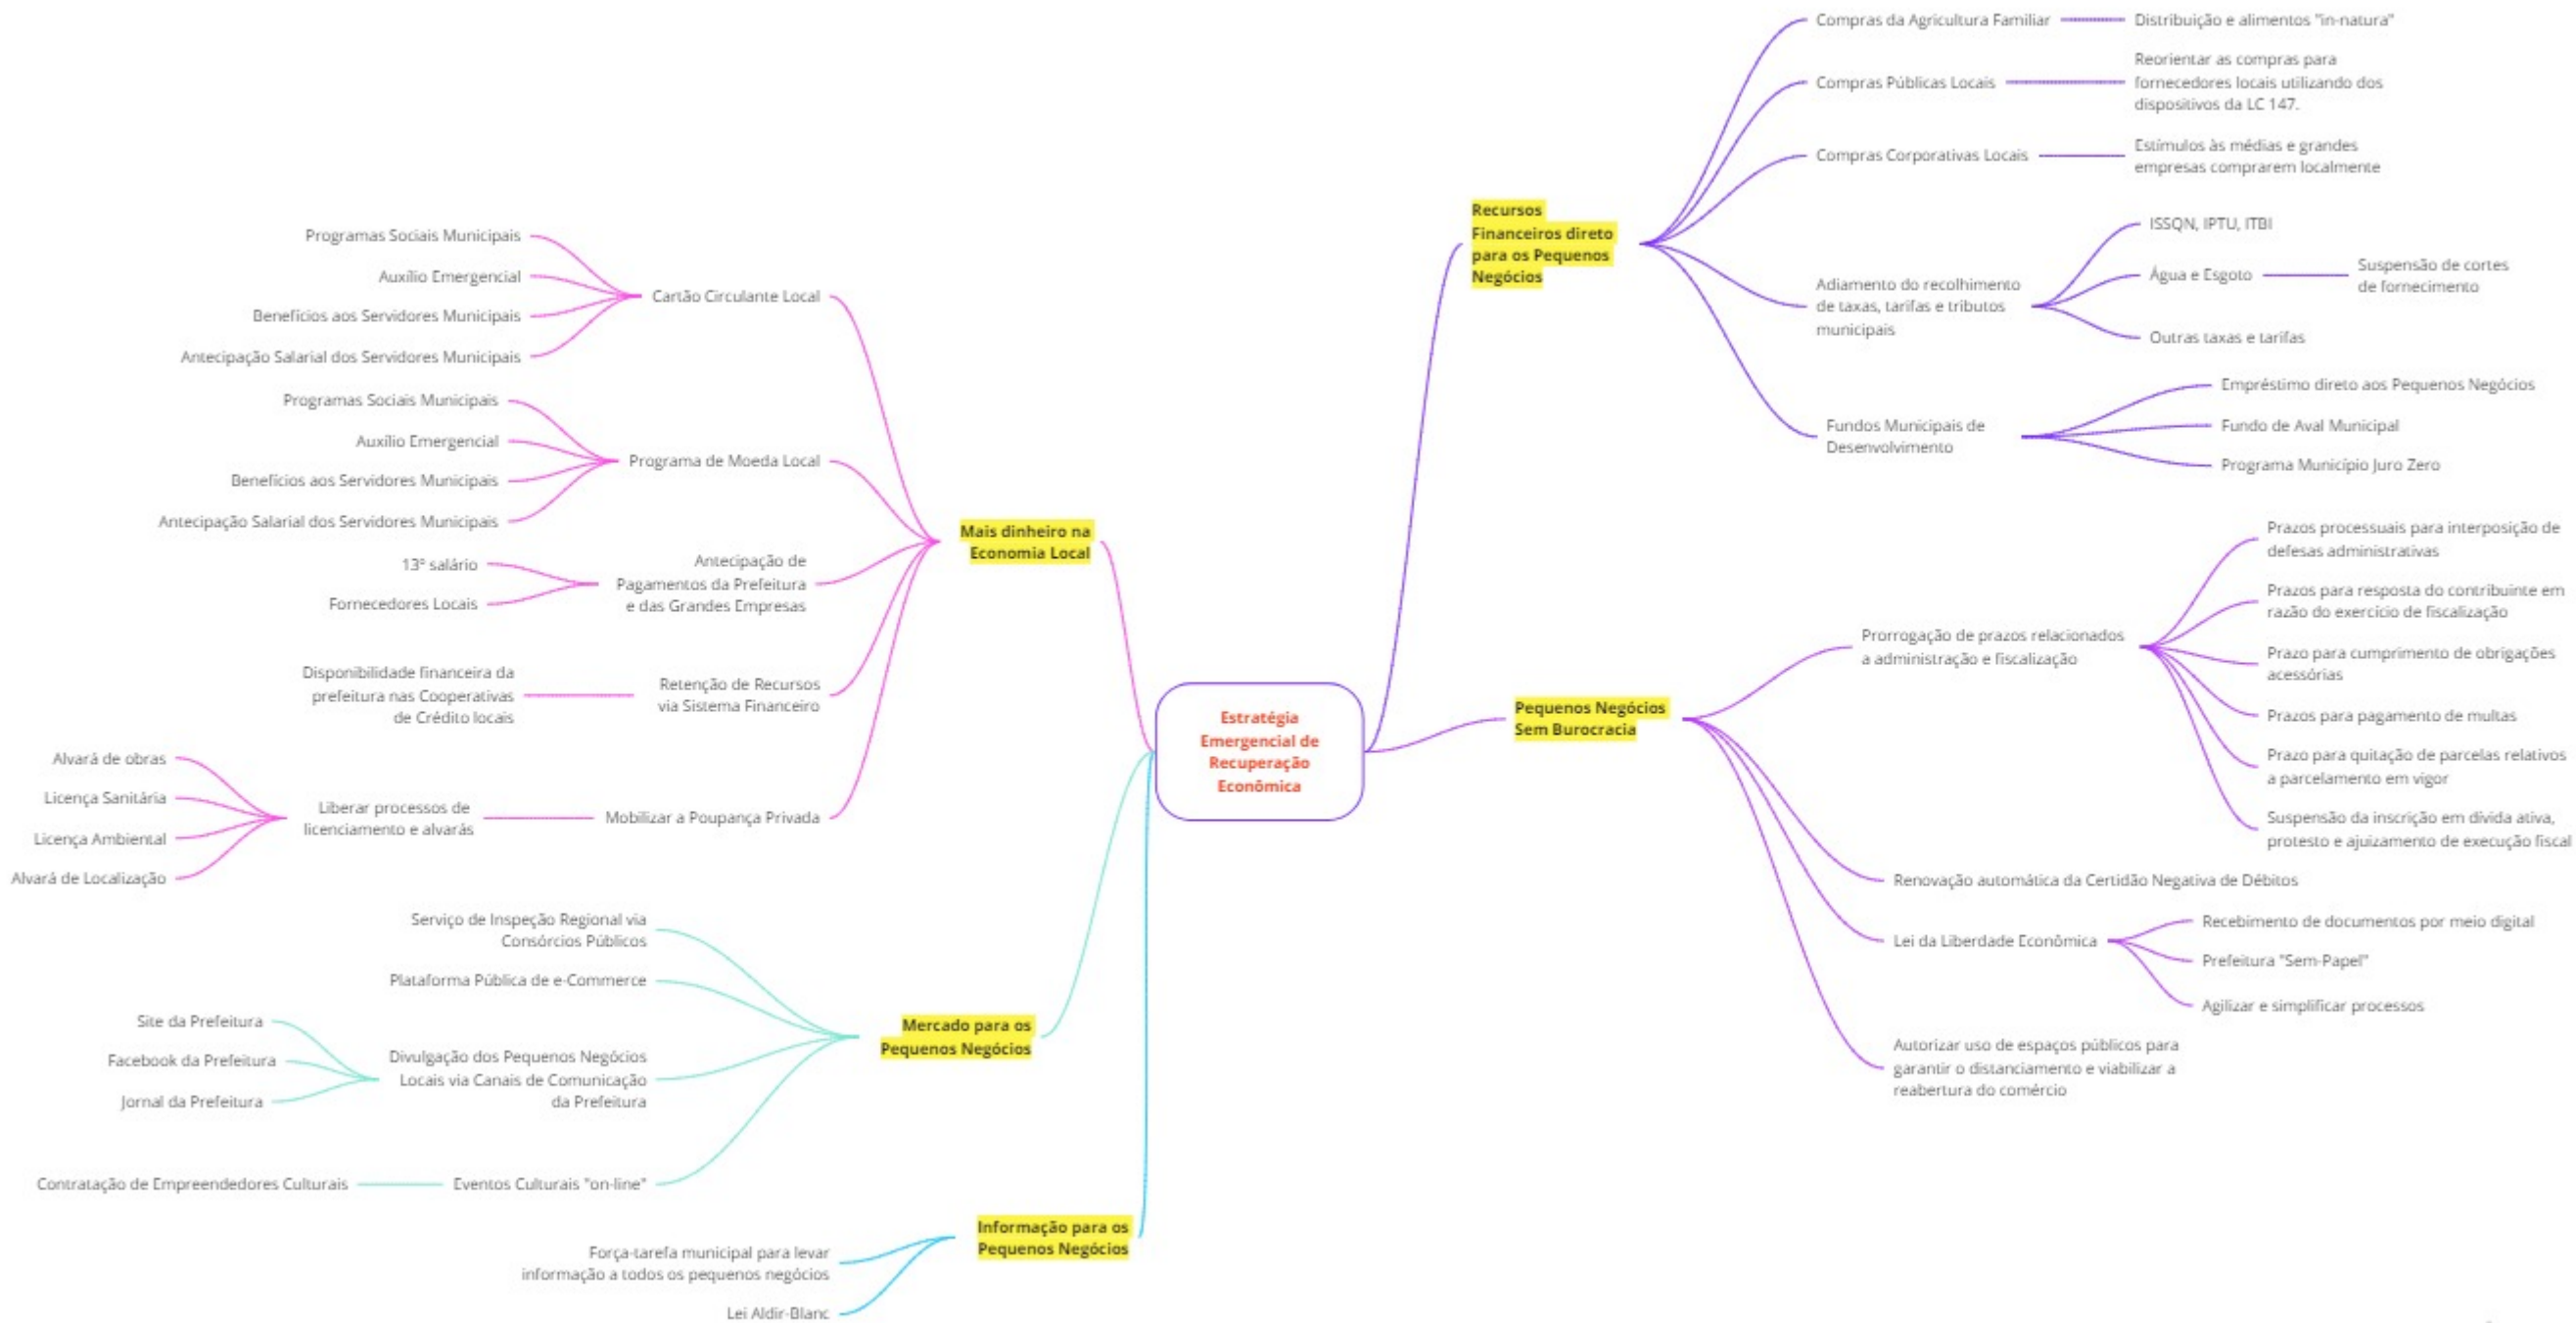 Estratégia
Emergencial de
Recuperação
Econômica
Recursos
Financeiros direto
para os Pequenos
Negócios
Compras da Agricultura Familiar
Distribuição e alimentos "in-natura"
Compras Públicas Locais
Reorientar as compras para
fornecedores locais utilizando dos
dispositivos da LC 147.
Compras Corporativas Locais
Estímulos às médias e grandes
empresas comprarem localmente
Adiamento do recolhimento
de taxas, tarifas e tributos
municipais
ISSQN, IPTU, ITBI
Água e Esgoto
Suspensão de cortes
de fornecimento
Outras taxas e tarifas
Fundos Municipais de
Desenvolvimento
Empréstimo direto aos Pequenos Negócios
Fundo de Aval Municipal
Programa Município Juro Zero
Pequenos Negócios
Sem Burocracia
Prorrogação de prazos relacionados
a administração e fiscalização
Prazos processuais para interposição de
defesas administrativas
Prazos para resposta do contribuinte em
razão do exercício de fiscalização
Prazo para cumprimento de obrigações
acessórias
Prazos para pagamento de multas
Prazo para quitação de parcelas relativos
a parcelamento em vigor
Suspensão da inscrição em dívida ativa,
protesto e ajuizamento de execução fiscal
Renovação automática da Certidão Negativa de Débitos
Lei da Liberdade Econômica
Recebimento de documentos por meio digital
Prefeitura "Sem-Papel"
Agilizar e simplificar processos
Autorizar uso de espaços públicos para
garantir o distanciamento e viabilizar a
reabertura do comércio
Mais dinheiro na
Economia Local
Cartão Circulante Local
Programas Sociais Municipais
Auxílio Emergencial
Benefícios aos Servidores Municipais
Antecipação Salarial dos Servidores Municipais
Programa de Moeda Local
Programas Sociais Municipais
Auxílio Emergencial
Benefícios aos Servidores Municipais
Antecipação Salarial dos Servidores Municipais
Antecipação de
Pagamentos da Prefeitura
e das Grandes Empresas
13º salário
Fornecedores Locais
Retenção de Recursos
via Sistema Financeiro
Disponibilidade financeira da
prefeitura nas Cooperativas
de Crédito locais
Mobilizar a Poupança Privada
Liberar processos de
licenciamento e alvarás
Alvará de obras
Licença Sanitária
Licença Ambiental
Alvará de Localização
Mercado para os
Pequenos Negócios
Serviço de Inspeção Regional via
Consórcios Públicos
Plataforma Pública de e-Commerce
Divulgação dos Pequenos Negócios
Locais via Canais de Comunicação
da Prefeitura
Site da Prefeitura
Facebook da Prefeitura
Jornal da Prefeitura
Eventos Culturais "on-line"
Contratação de Empreendedores Culturais
Informação para os
Pequenos Negócios
Força-tarefa municipal para levar
informação a todos os pequenos negócios
Lei Aldir-Blanc